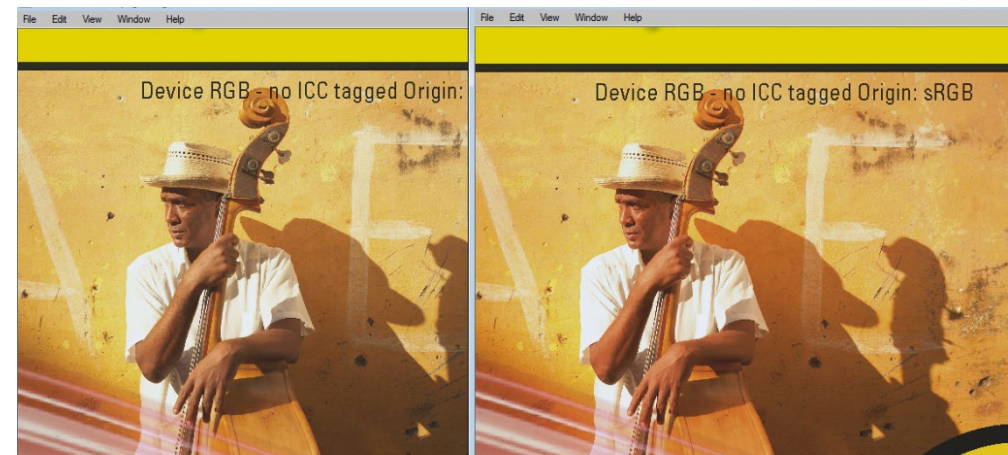 File Edit View Window Help
Device RGB - no ICC tagged Origin:
File Edit View Window Help
Device RGB - no ICC tagged Origin: sRGB